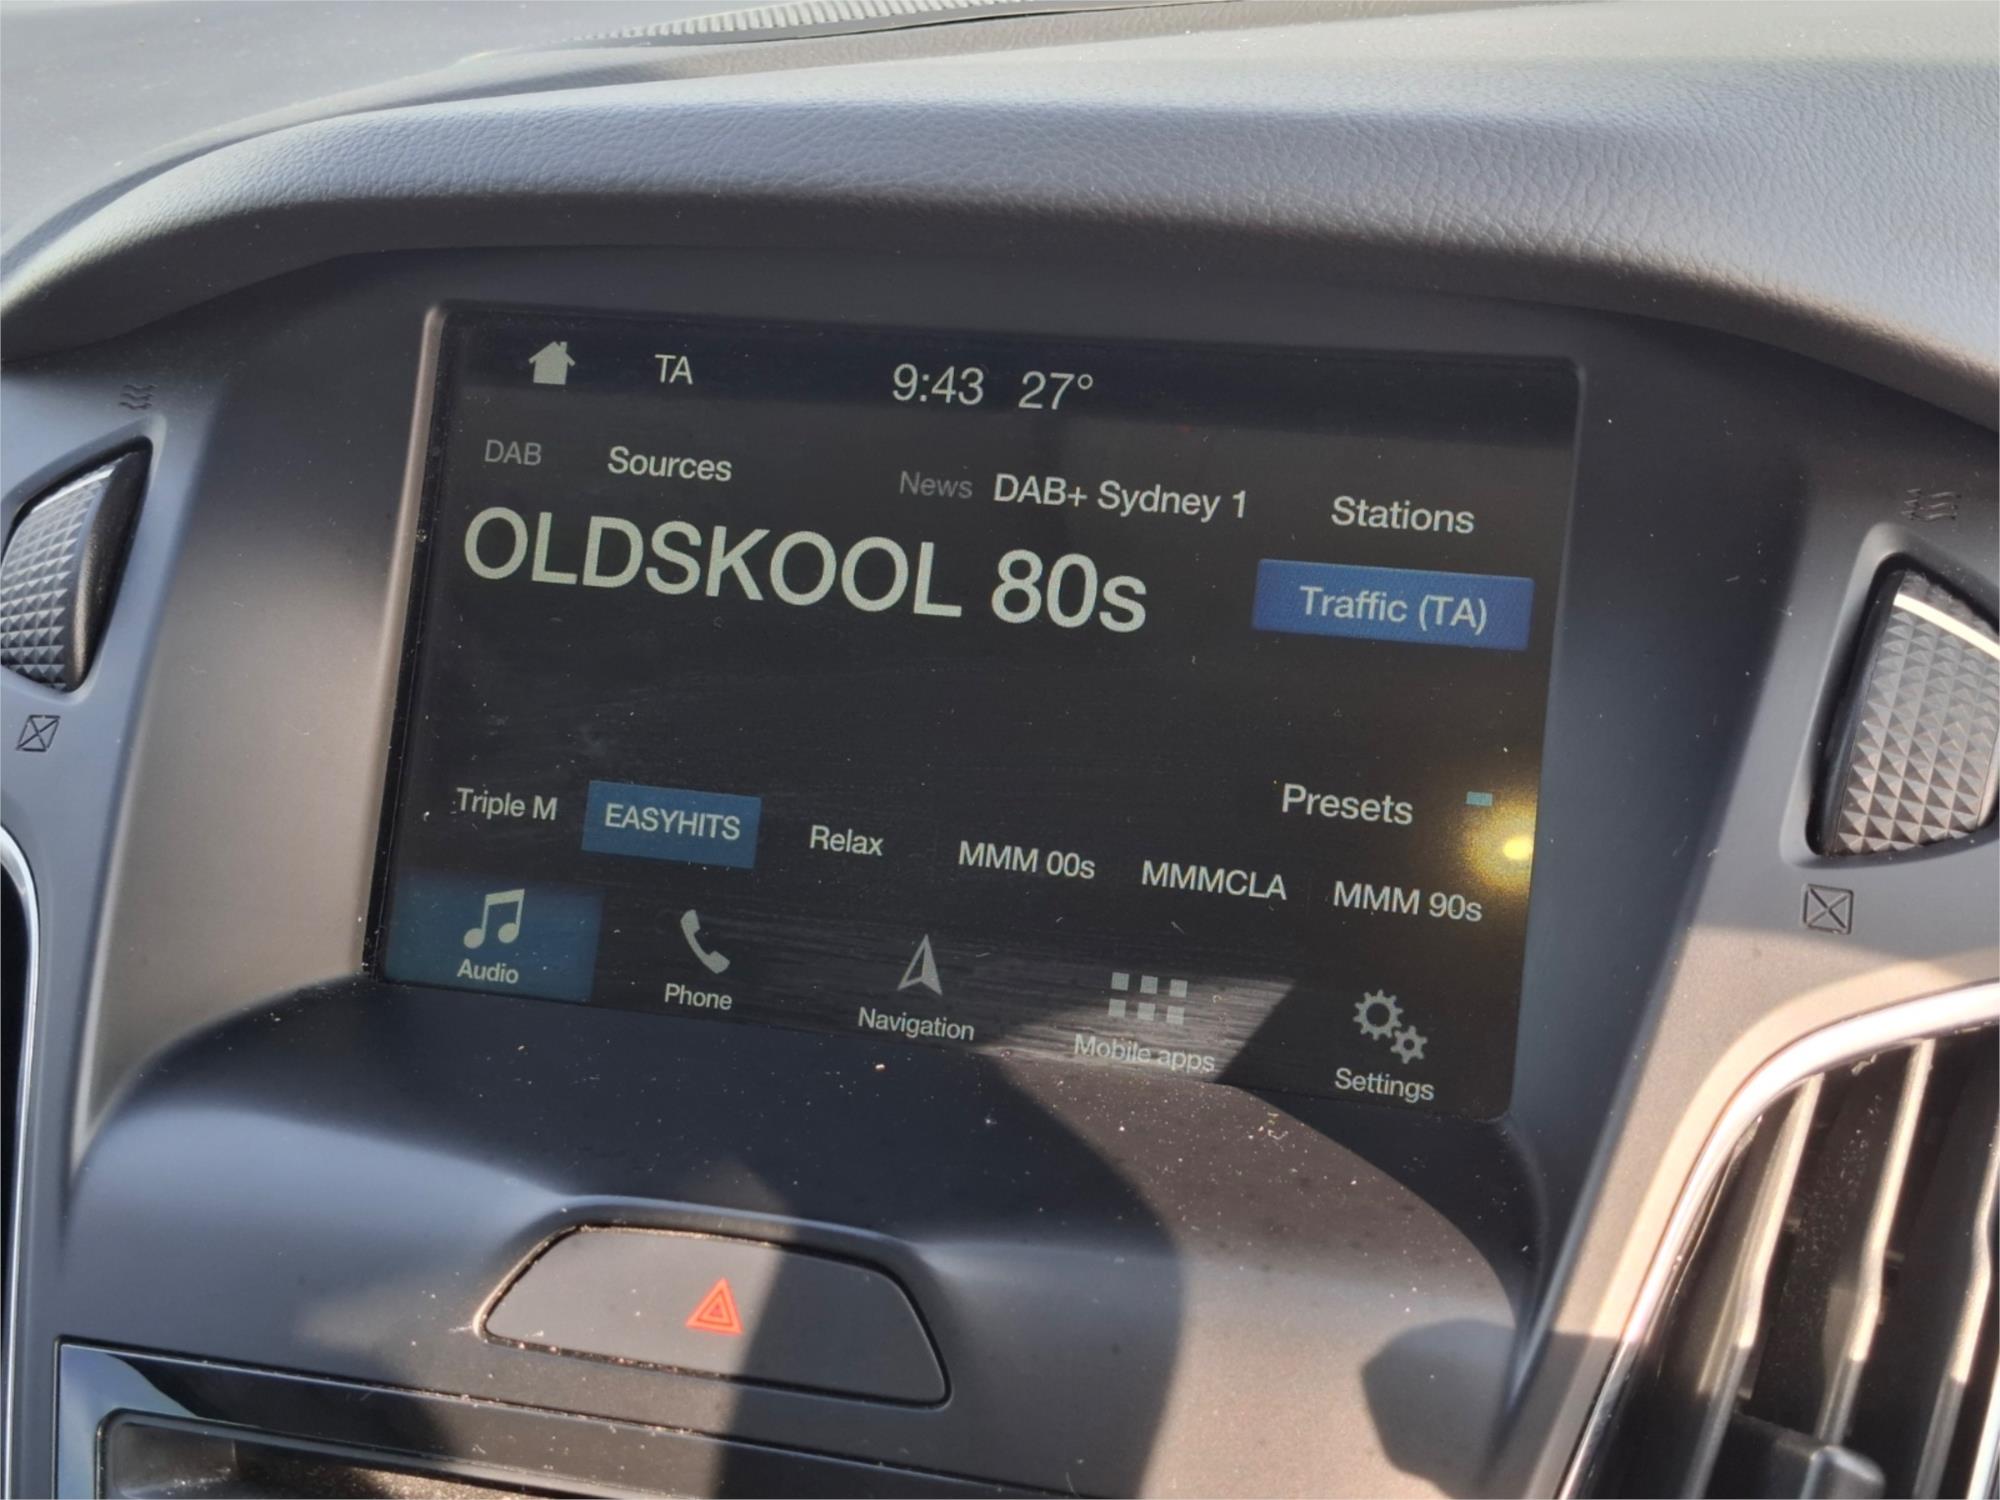 TA 9:43 27°
DAB Sources News DAB+ Sydney 1 Stations
OLDSKOOL 80s
Traffic (TA)
Presets
Triple M EASYHITS Relax MMM 00s MMMCLA MMM 90s
Audio Phone Navigation Mobile apps Settings